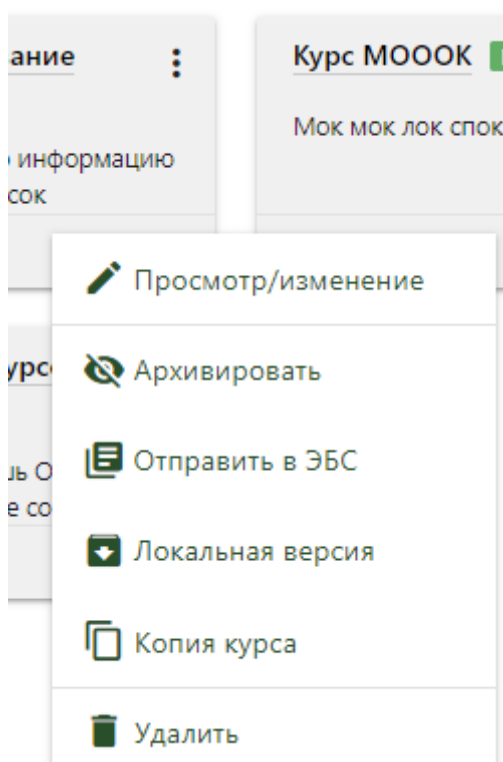 ание
Курс МОООК
Мок мок лок спок
информацию
сок
Просмотр/изменение
Архивировать
Отправить в ЭБС
Локальная версия
Копия курса
Удалить